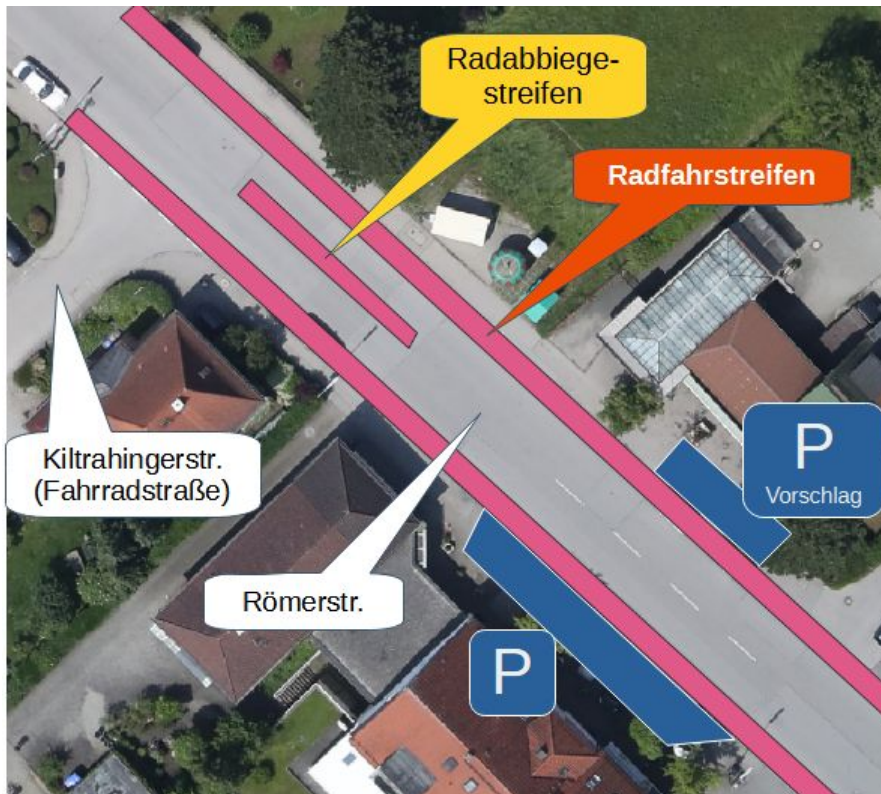 Radabbiege-
streifen
Radfahrstreifen
Kiltrahingerstr.
(Fahrradstraße)
P
Vorschlag
Römerstr.
P